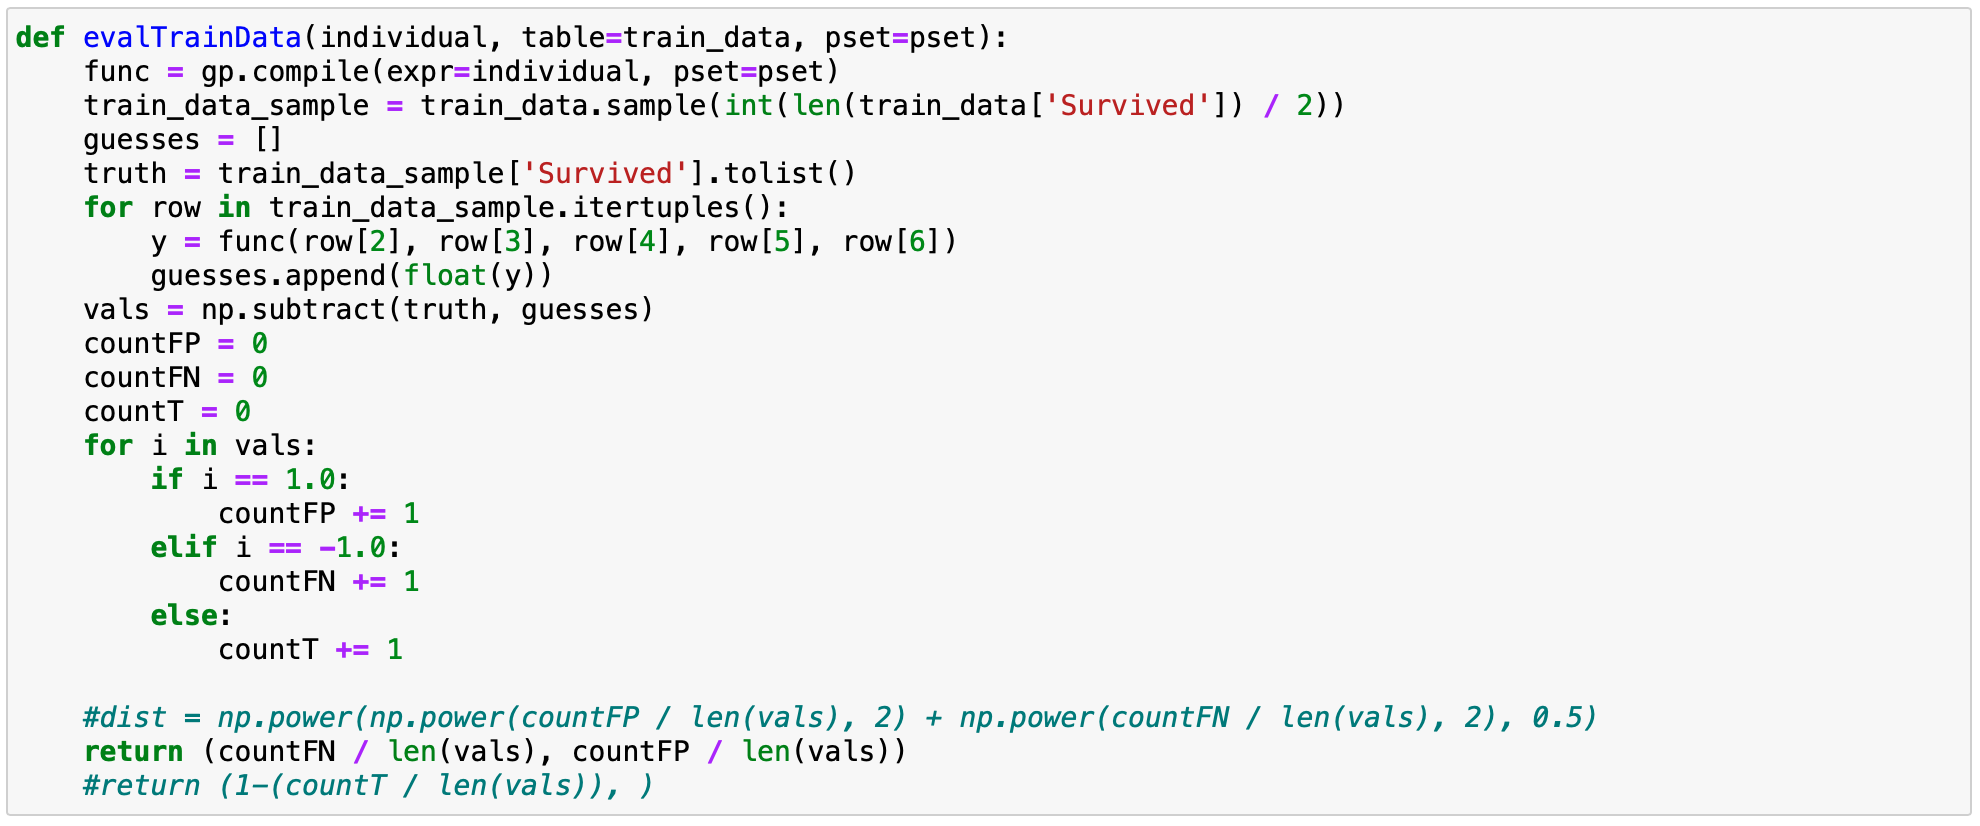 def evalTrainData(individual, table=train_data, pset=pset):
    func = gp.compile(expr=individual, pset=pset)
    train_data_sample = train_data.sample(int(len(train_data['Survived']) / 2))
    guesses = []
    truth = train_data_sample['Survived'].tolist()
    for row in train_data_sample.itertuples():
        y = func(row[2], row[3], row[4], row[5], row[6])
        guesses.append(float(y))
    vals = np.subtract(truth, guesses)
    countFP = 0
    countFN = 0
    countT = 0
    for i in vals:
        if i == 1.0:
            countFP += 1
        elif i == -1.0:
            countFN += 1
        else:
            countT += 1

    #dist = np.power(np.power(countFP / len(vals), 2) + np.power(countFN / len(vals), 2), 0.5)
    return (countFN / len(vals), countFP / len(vals))
    #return (1-(countT / len(vals)), )